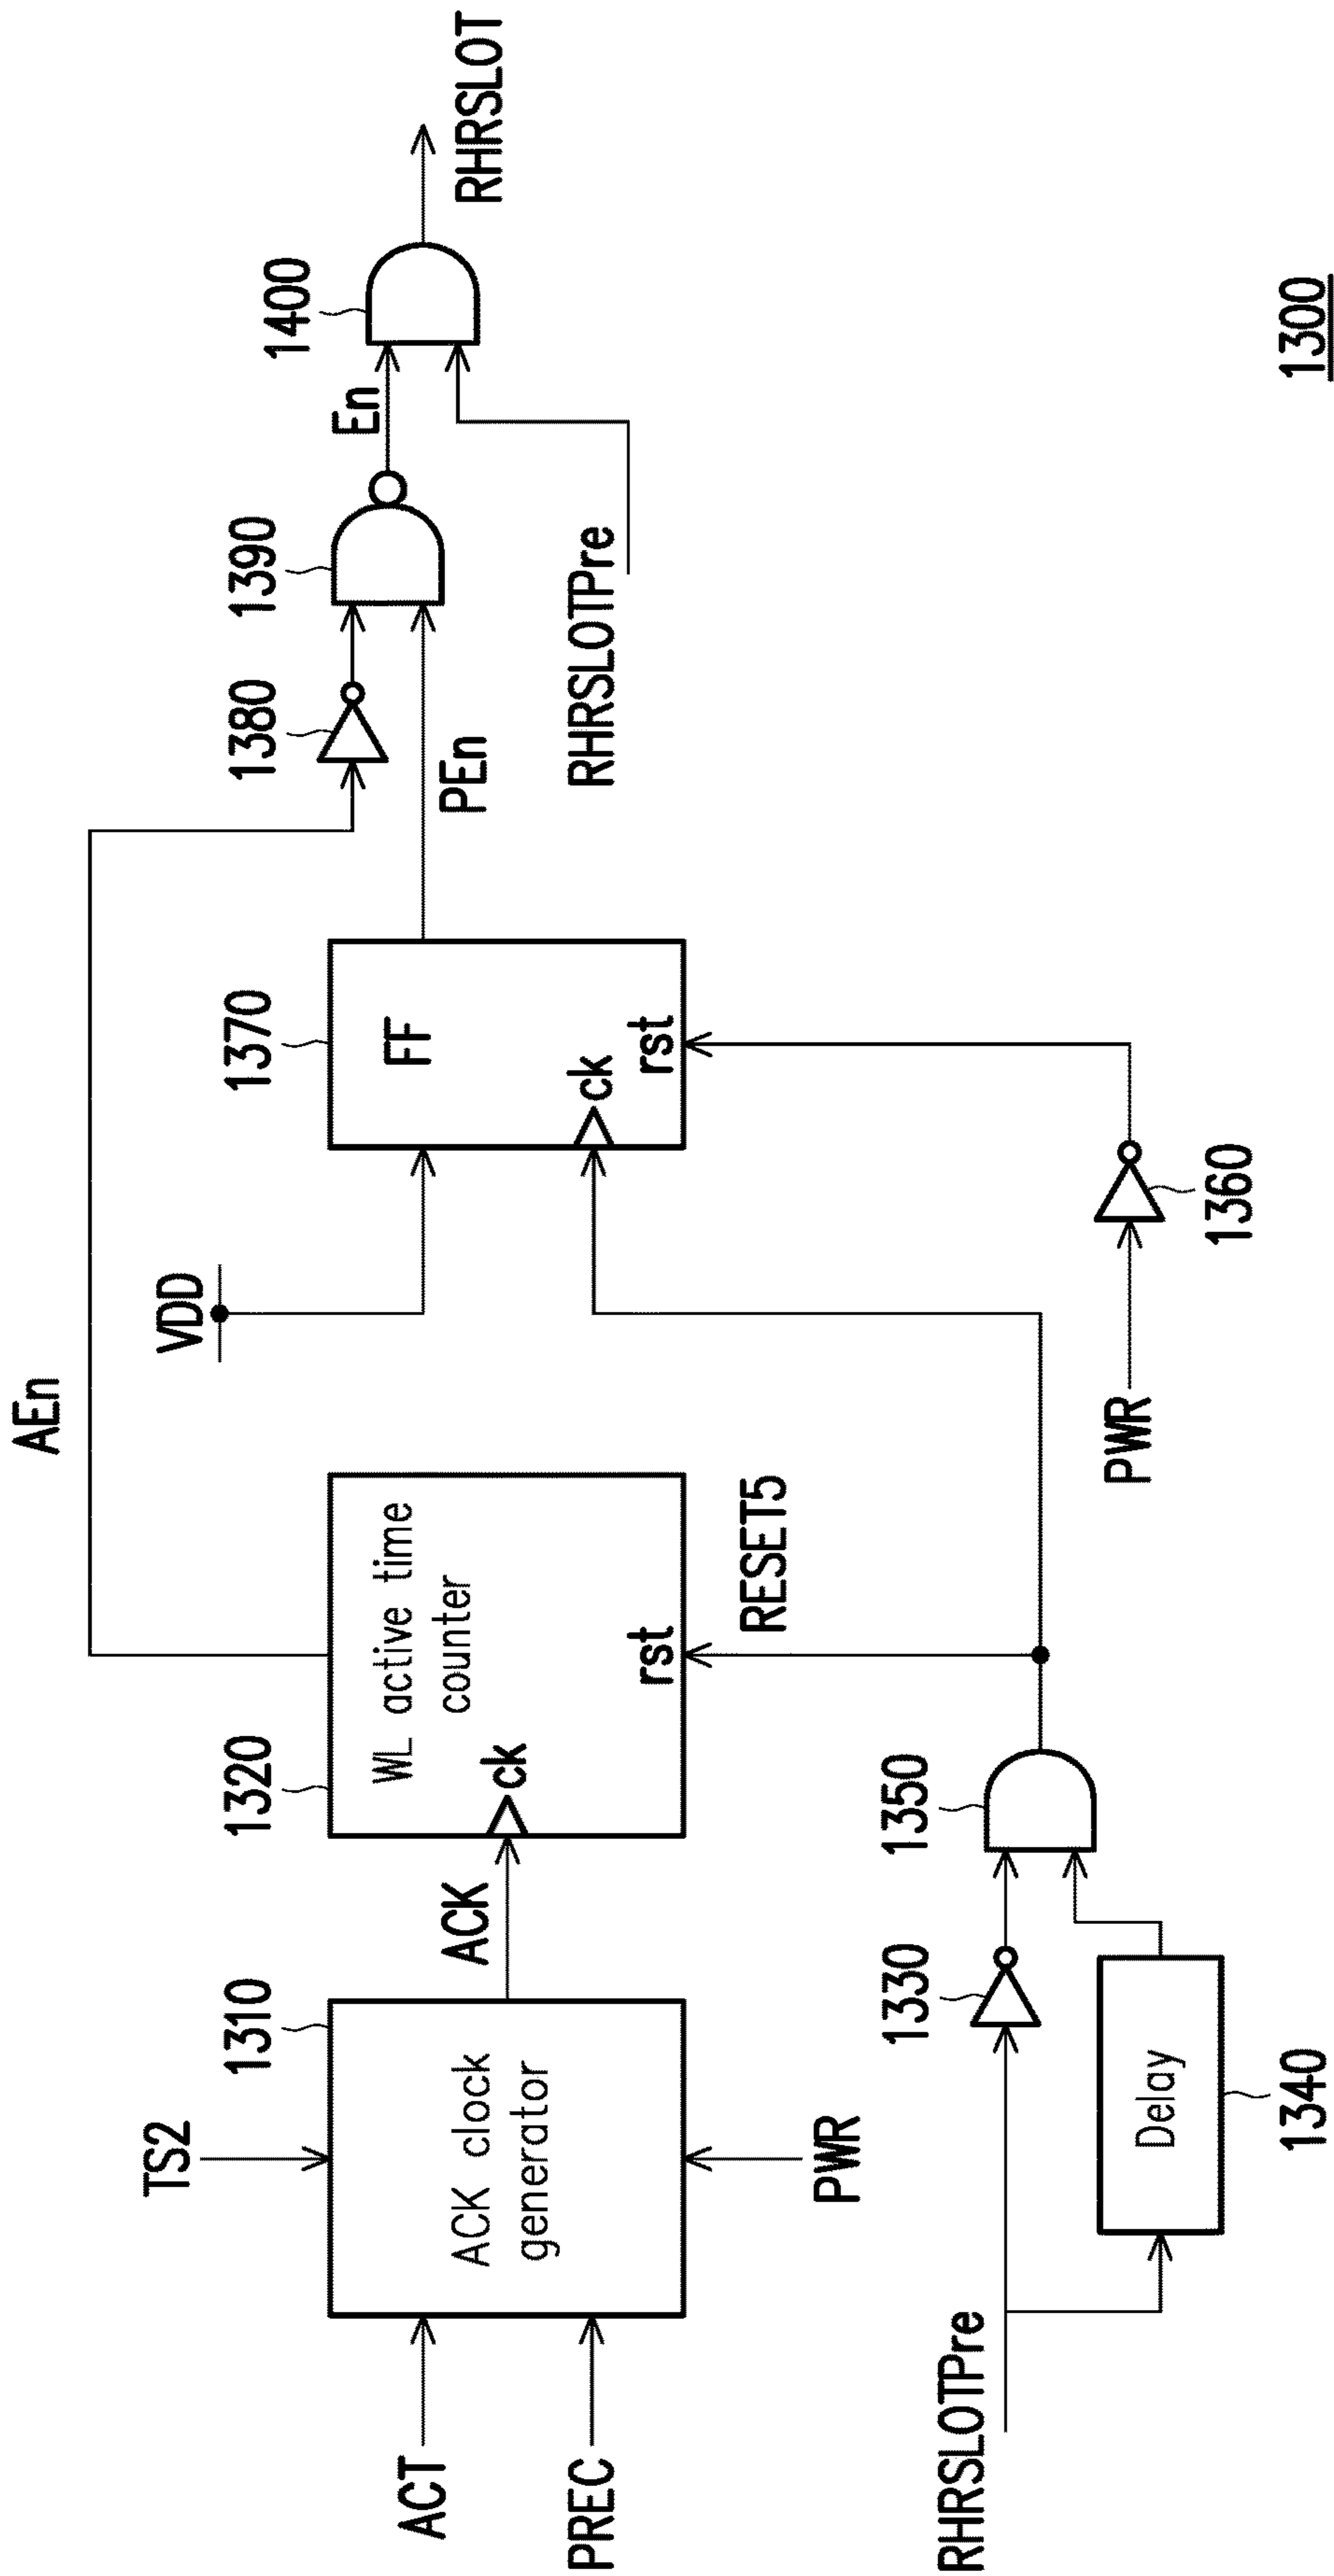 AEn
TS2
1310
ACT
PREC
ACK clock
generator
PWR
ACK
1320
WL active time
counter
ck
rst
RESET5
VDD
1370
FF
ck
rst
PEn
1380
1390
En
1400
RHRSLOT
RHRSLOTPre
RHRSLOTPre
1330
Delay
1340
1350
PWR
1360
1300